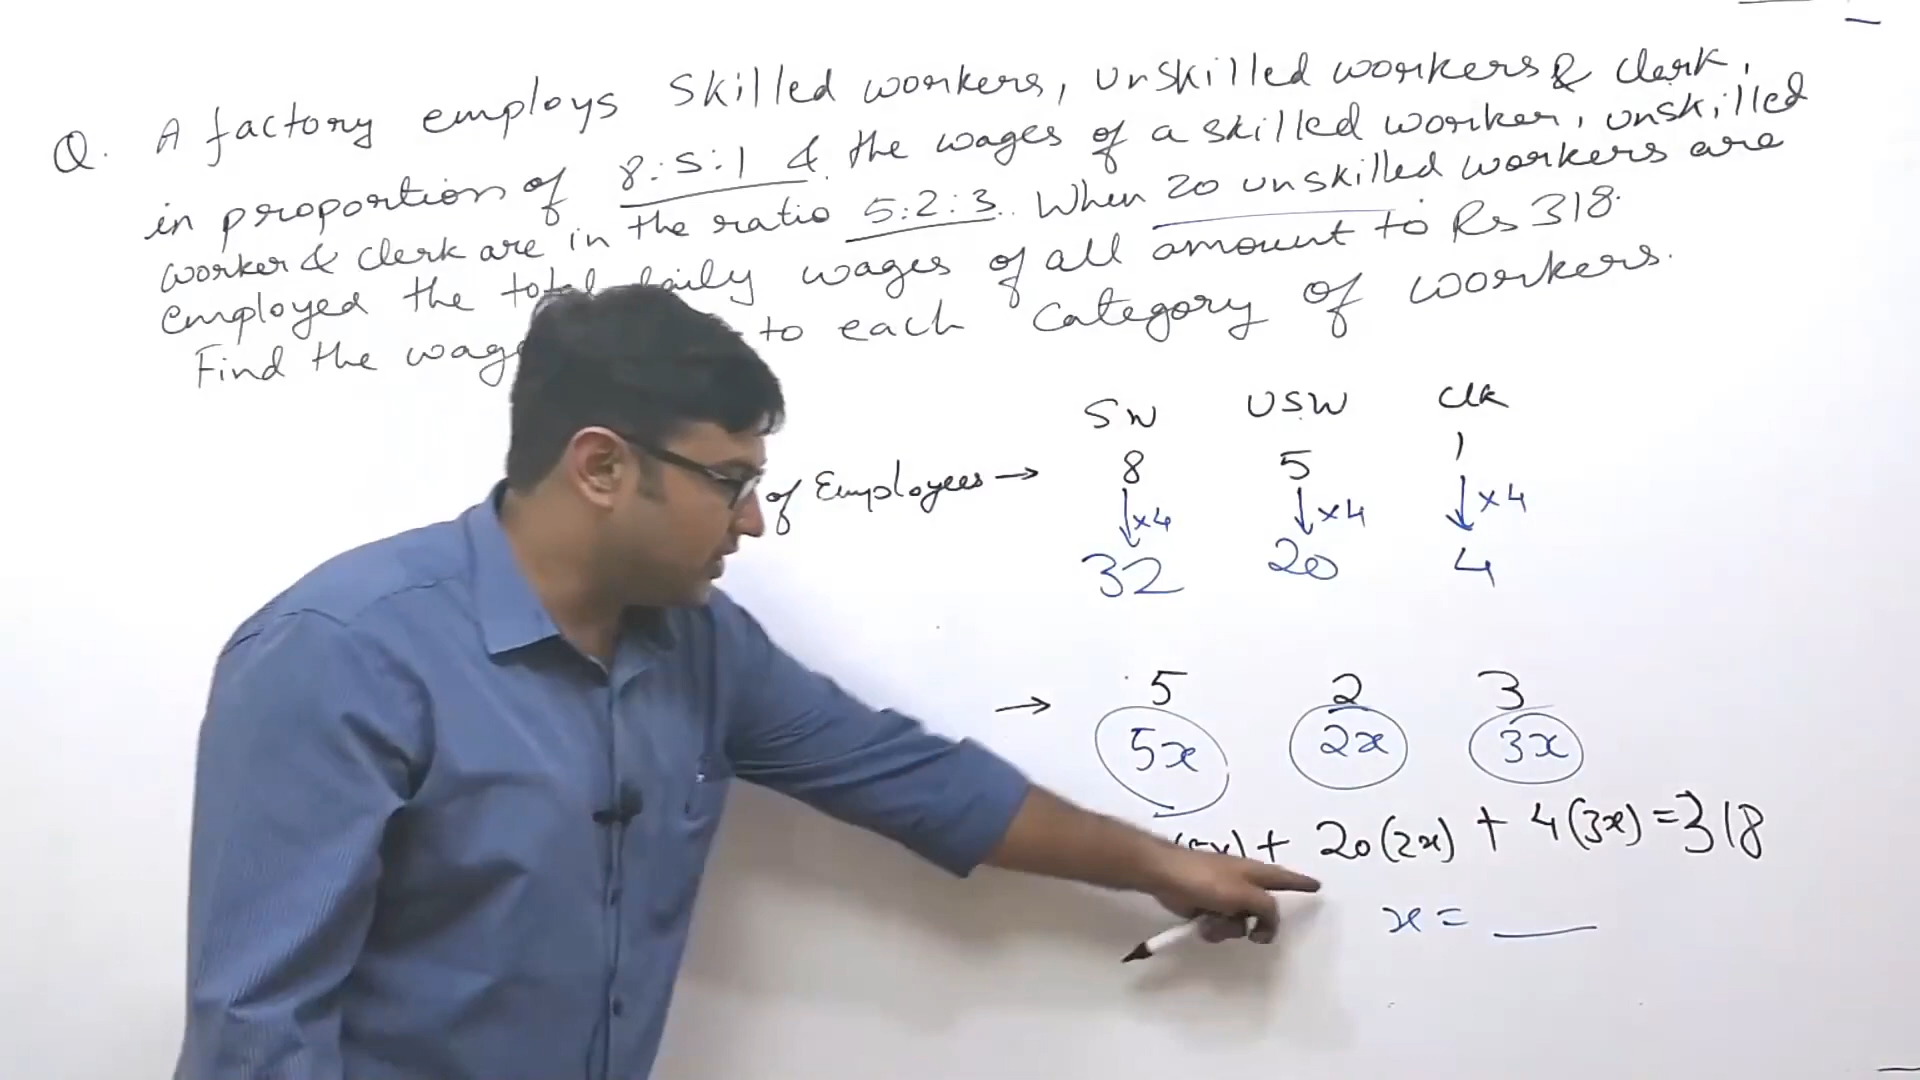 Q. A factory employs skilled workers, unskilled workers & clerk,
in proportion of 8:5:1 & the wages of a skilled worker, unskilled
worker & clerk are in the ratio 5:2:3. When 20 unskilled workers are
employed the total daily wages of all amount to Rs 318.
Find the to each category of workers.
SW USW Clk
of Employees → 8 5 1
↓×4 ↓×4 ↓×4
32 20 4
→ 5 2 3
5x 2x 3x
+ 20(2x) + 4(3x) = 318
x = __